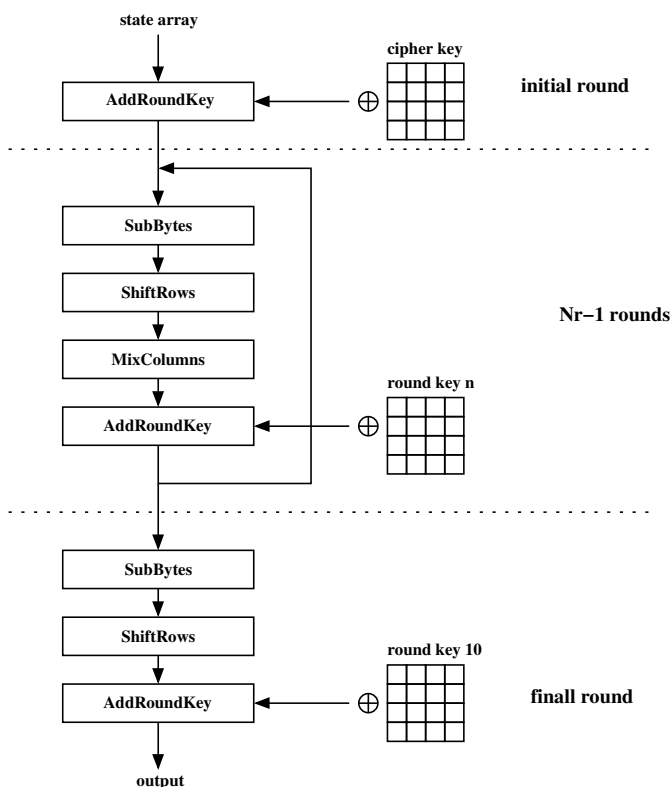 state array
cipher key
AddRoundKey
initial round
SubBytes
ShiftRows
Nr−1 rounds
MixColumns
round key n
AddRoundKey
SubBytes
ShiftRows
round key 10
AddRoundKey
finall round
output